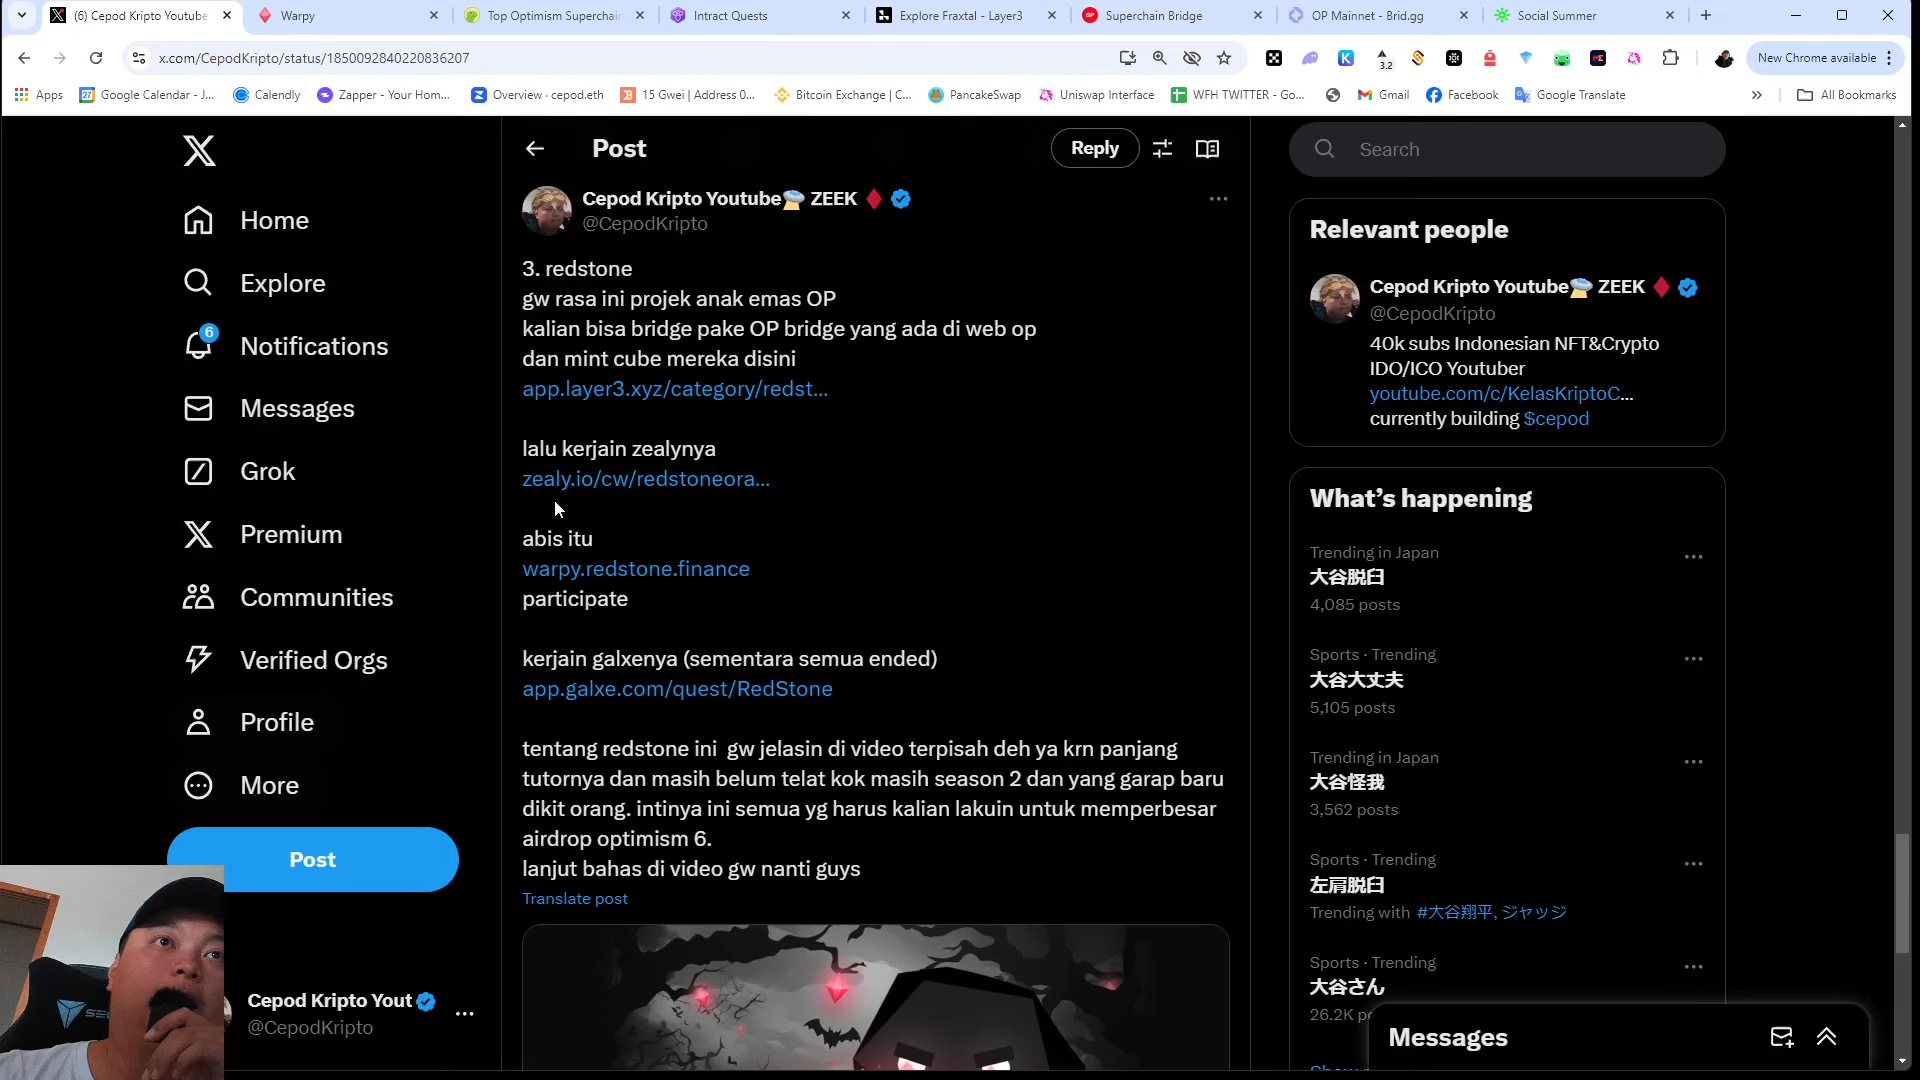 (6) Cepod Kripto Youtube
Warpy
Top Optimism Superchain
Intract Quests
Explore Fraxtal - Layer3
Superchain Bridge
OP Mainnet - Brid.gg
Social Summer
x.com/CepodKripto/status/1850092840220836207
3.2
New Chrome available
Apps
27
Google Calendar - J...
Calendly
Zapper - Your Hom...
Overview · cepod.eth
15 Gwei | Address 0...
Bitcoin Exchange | C...
PancakeSwap
Uniswap Interface
WFH TWITTER - Go...
Gmail
Facebook
Google Translate
All Bookmarks
Home
Explore
6
Notifications
Messages
Grok
Premium
Communities
Verified Orgs
Profile
More
Post
Cepod Kripto Yout
@CepodKripto
Post
Reply
Cepod Kripto Youtube ZEEK
@CepodKripto
3. redstone
gw rasa ini projek anak emas OP
kalian bisa bridge pake OP bridge yang ada di web op
dan mint cube mereka disini
app.layer3.xyz/category/redst...
lalu kerjain zealynya
zealy.io/cw/redstoneora...
abis itu
warpy.redstone.finance
participate
kerjain galxenya (sementara semua ended)
app.galxe.com/quest/RedStone
tentang redstone ini  gw jelasin di video terpisah deh ya krn panjang
tutornya dan masih belum telat kok masih season 2 dan yang garap baru
dikit orang. intinya ini semua yg harus kalian lakuin untuk memperbesar
airdrop optimism 6.
lanjut bahas di video gw nanti guys
Translate post
Search
Relevant people
Cepod Kripto Youtube ZEEK
@CepodKripto
40k subs Indonesian NFT&Crypto
IDO/ICO Youtuber
youtube.com/c/KelasKriptoC...
currently building $cepod
What's happening
Trending in Japan
大谷脱臼
4,085 posts
Sports · Trending
大谷大丈夫
5,105 posts
Trending in Japan
大谷怪我
3,562 posts
Sports · Trending
左肩脱臼
Trending with #大谷翔平, ジャッジ
Sports · Trending
大谷さん
26.2K
Messages